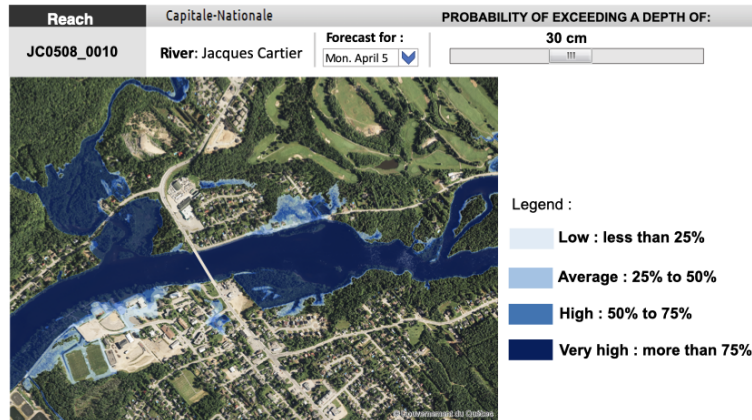 Reach
Capitale-Nationale
PROBABILITY OF EXCEEDING A DEPTH OF:
JC0508_0010
River: Jacques Cartier
Forecast for :
Mon. April 5
30 cm
Legend :
Low : less than 25%
Average : 25% to 50%
High : 50% to 75%
Very high : more than 75%
© Gouvernement du Québec